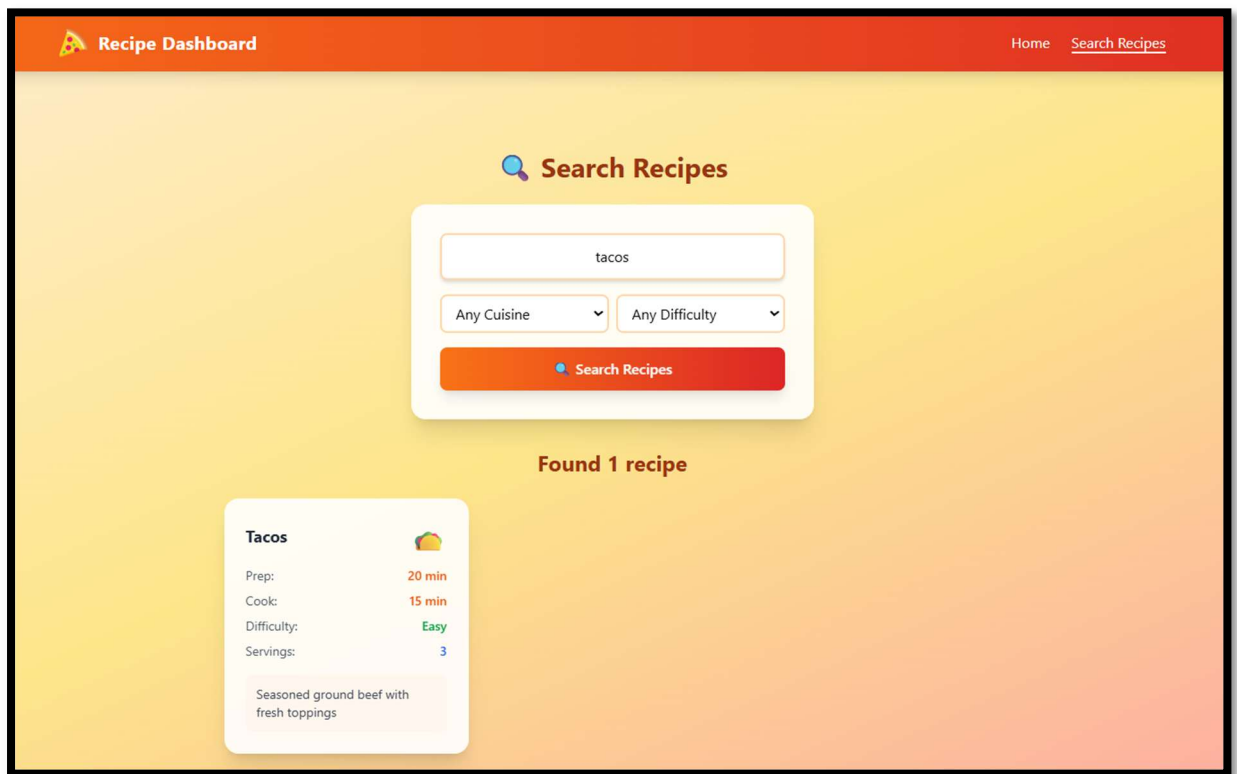 Recipe Dashboard
Home
Search Recipes
Search Recipes
tacos
Any Cuisine
Any Difficulty
Search Recipes
Found 1 recipe
Tacos
Prep: 20 min
Cook: 15 min
Difficulty: Easy
Servings: 3
Seasoned ground beef with
fresh toppings